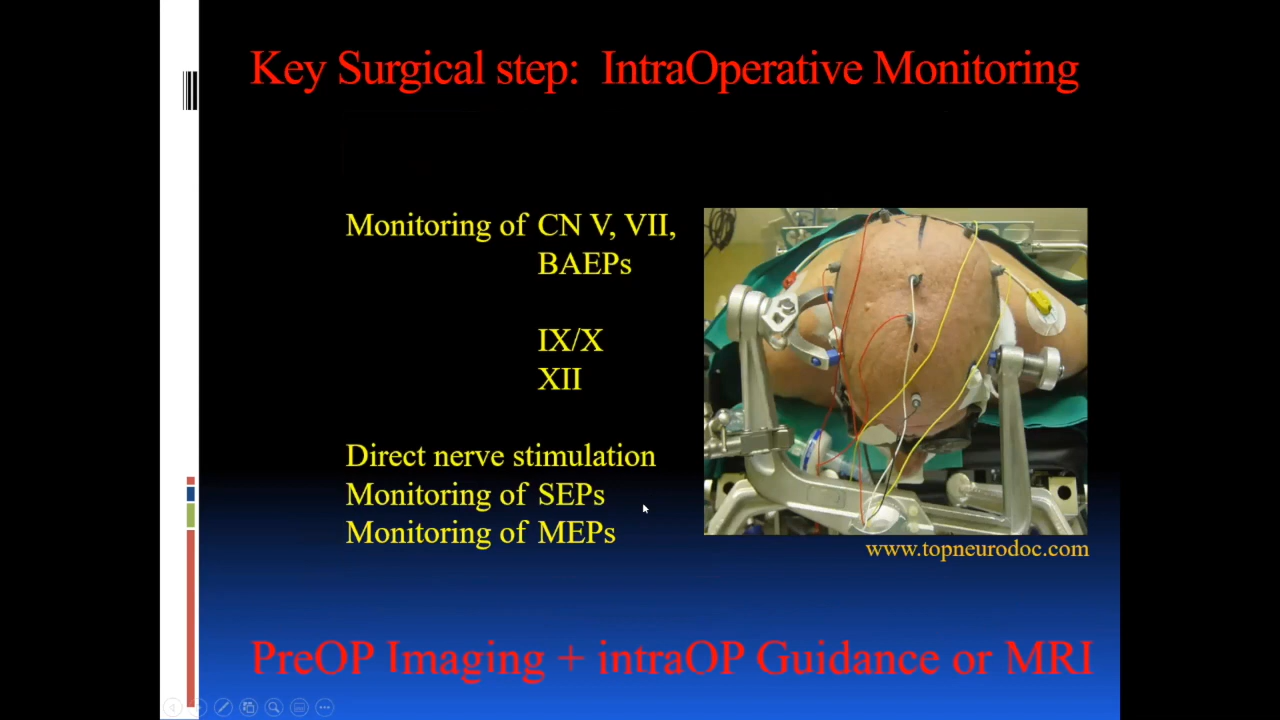 Key Surgical step: IntraOperative Monitoring
Monitoring of CN V, VII,
BAEPs
IX/X
XII
Direct nerve stimulation
Monitoring of SEPs
Monitoring of MEPs
www.topneurodoc.com
PreOP Imaging + intraOP Guidance or MRI